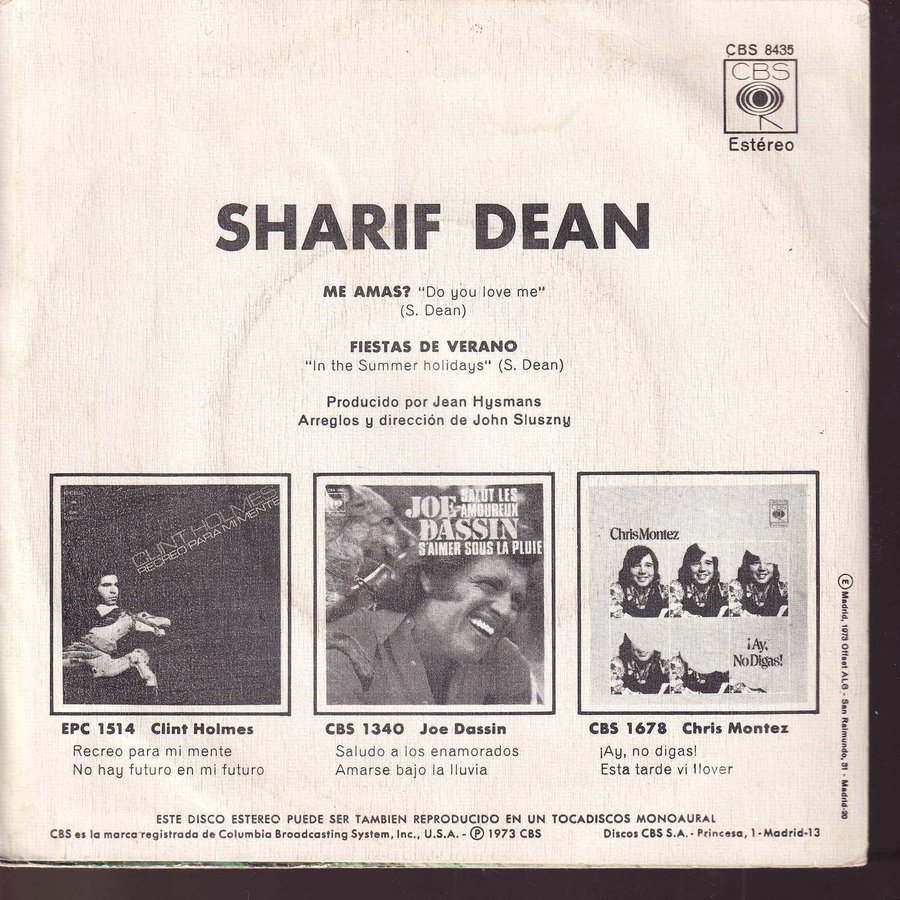 CBS 8435
CBS
Estéreo
SHARIF DEAN
ME AMAS? "Do you love me"
(S. Dean)
FIESTAS DE VERANO
"In the Summer holidays" (S. Dean)
Producido por Jean Hysmans
Arreglos y dirección de John Sluszny
CLINT HOLMES
RECREO PARA MI MENTE
JOE DASSIN
SALUT LES AMOUREUX
S'AIMER SOUS LA PLUIE
Chris Montez
¡Ay, No Digas!
EPC 1514 Clint Holmes
Recreo para mi mente
No hay futuro en mi futuro
CBS 1340 Joe Dassin
Saludo a los enamorados
Amarse bajo la lluvia
CBS 1678 Chris Montez
¡Ay, no digas!
Esta tarde vi llover
Ⓔ Madrid, 1973 Offset ALG - San Raimundo, 31 - Madrid-20
ESTE DISCO ESTEREO PUEDE SER TAMBIEN REPRODUCIDO EN UN TOCADISCOS MONOAURAL
CBS es la marca registrada de Columbia Broadcasting System, Inc., U.S.A. - Ⓟ 1973 CBS Discos CBS S.A. - Princesa, 1 - Madrid-13